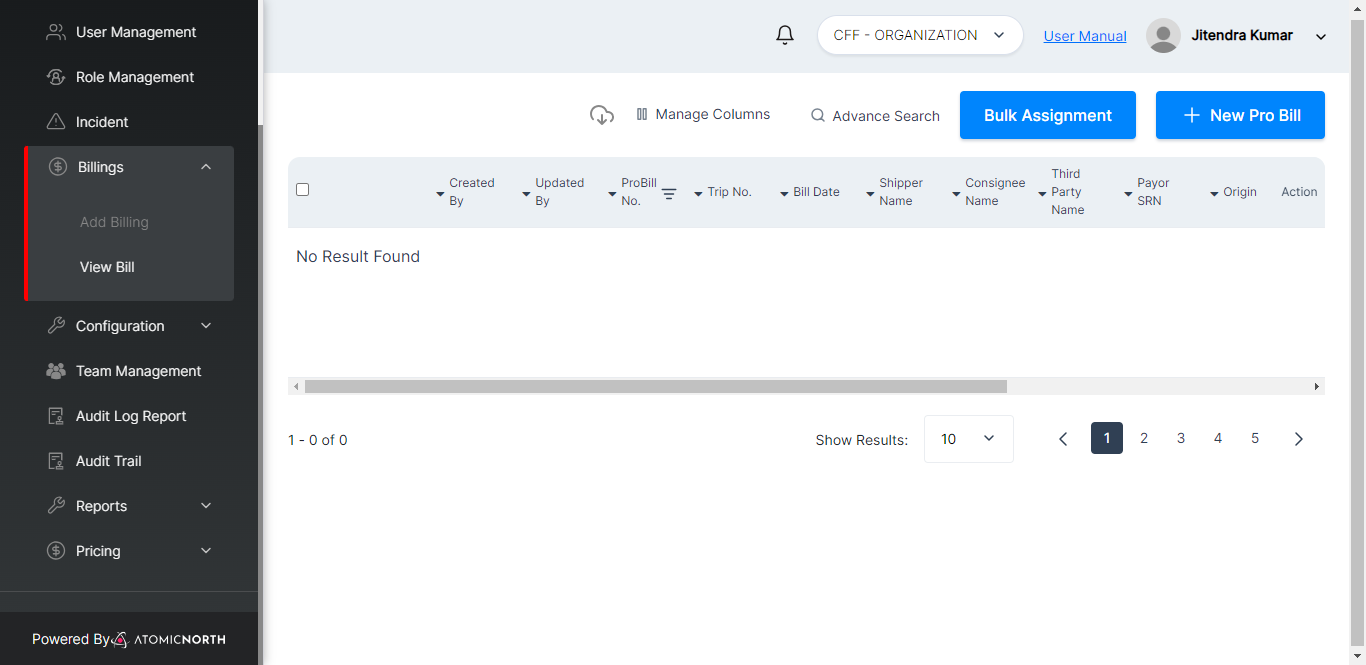 User Management
Role Management
Incident
Billings
Add Billing
View Bill
Configuration
Team Management
Audit Log Report
Audit Trail
Reports
Pricing
Powered By ATOMICNORTH
CFF - ORGANIZATION
User Manual
Jitendra Kumar
Manage Columns
Advance Search
Bulk Assignment
New Pro Bill
Created
By
Updated
By
ProBill
No.
Trip No.
Bill Date
Shipper
Name
Consignee
Name
Third
Party
Name
Payor
SRN
Origin
Action
No Result Found
1 - 0 of 0
Show Results:
10
1 2 3 4 5